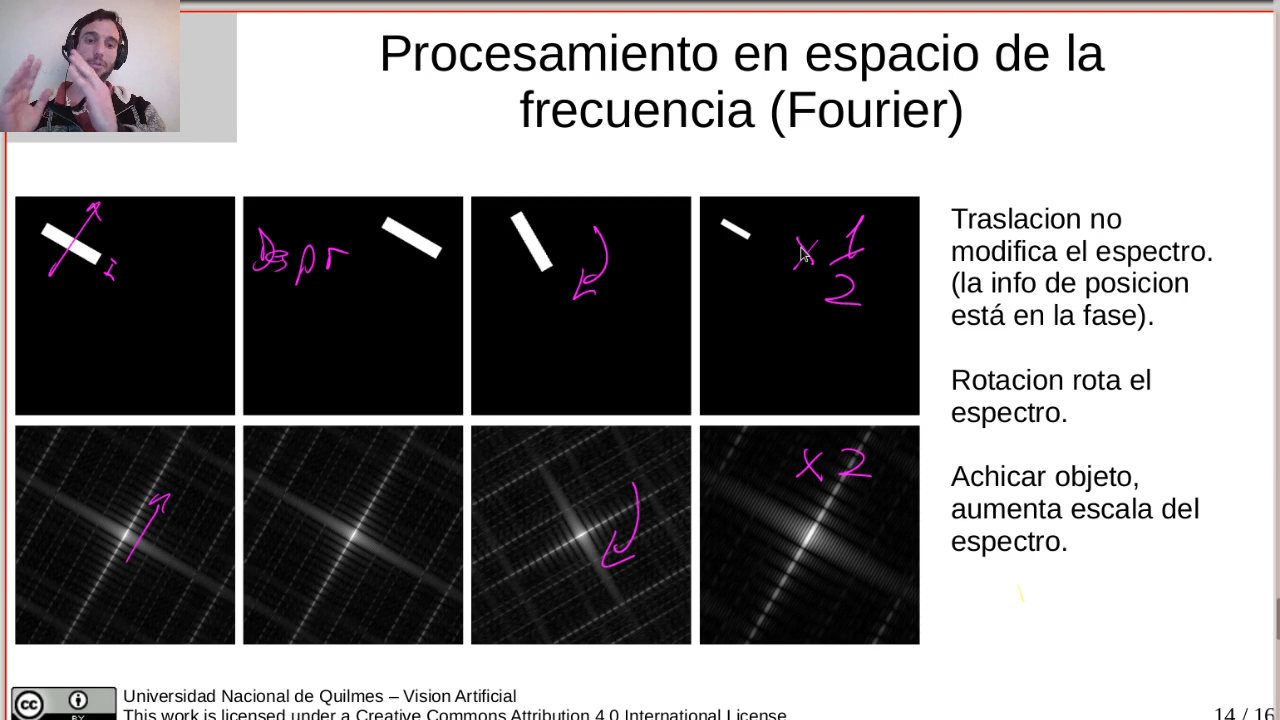 Procesamiento en espacio de la
frecuencia (Fourier)
x 1
2
x 2
Traslacion no
modifica el espectro.
(la info de posicion
está en la fase).
Rotacion rota el
espectro.
Achicar objeto,
aumenta escala del
espectro.
cc
BY
Universidad Nacional de Quilmes – Vision Artificial
This work is licensed under a Creative Commons Attribution 4.0 International License
14 / 16